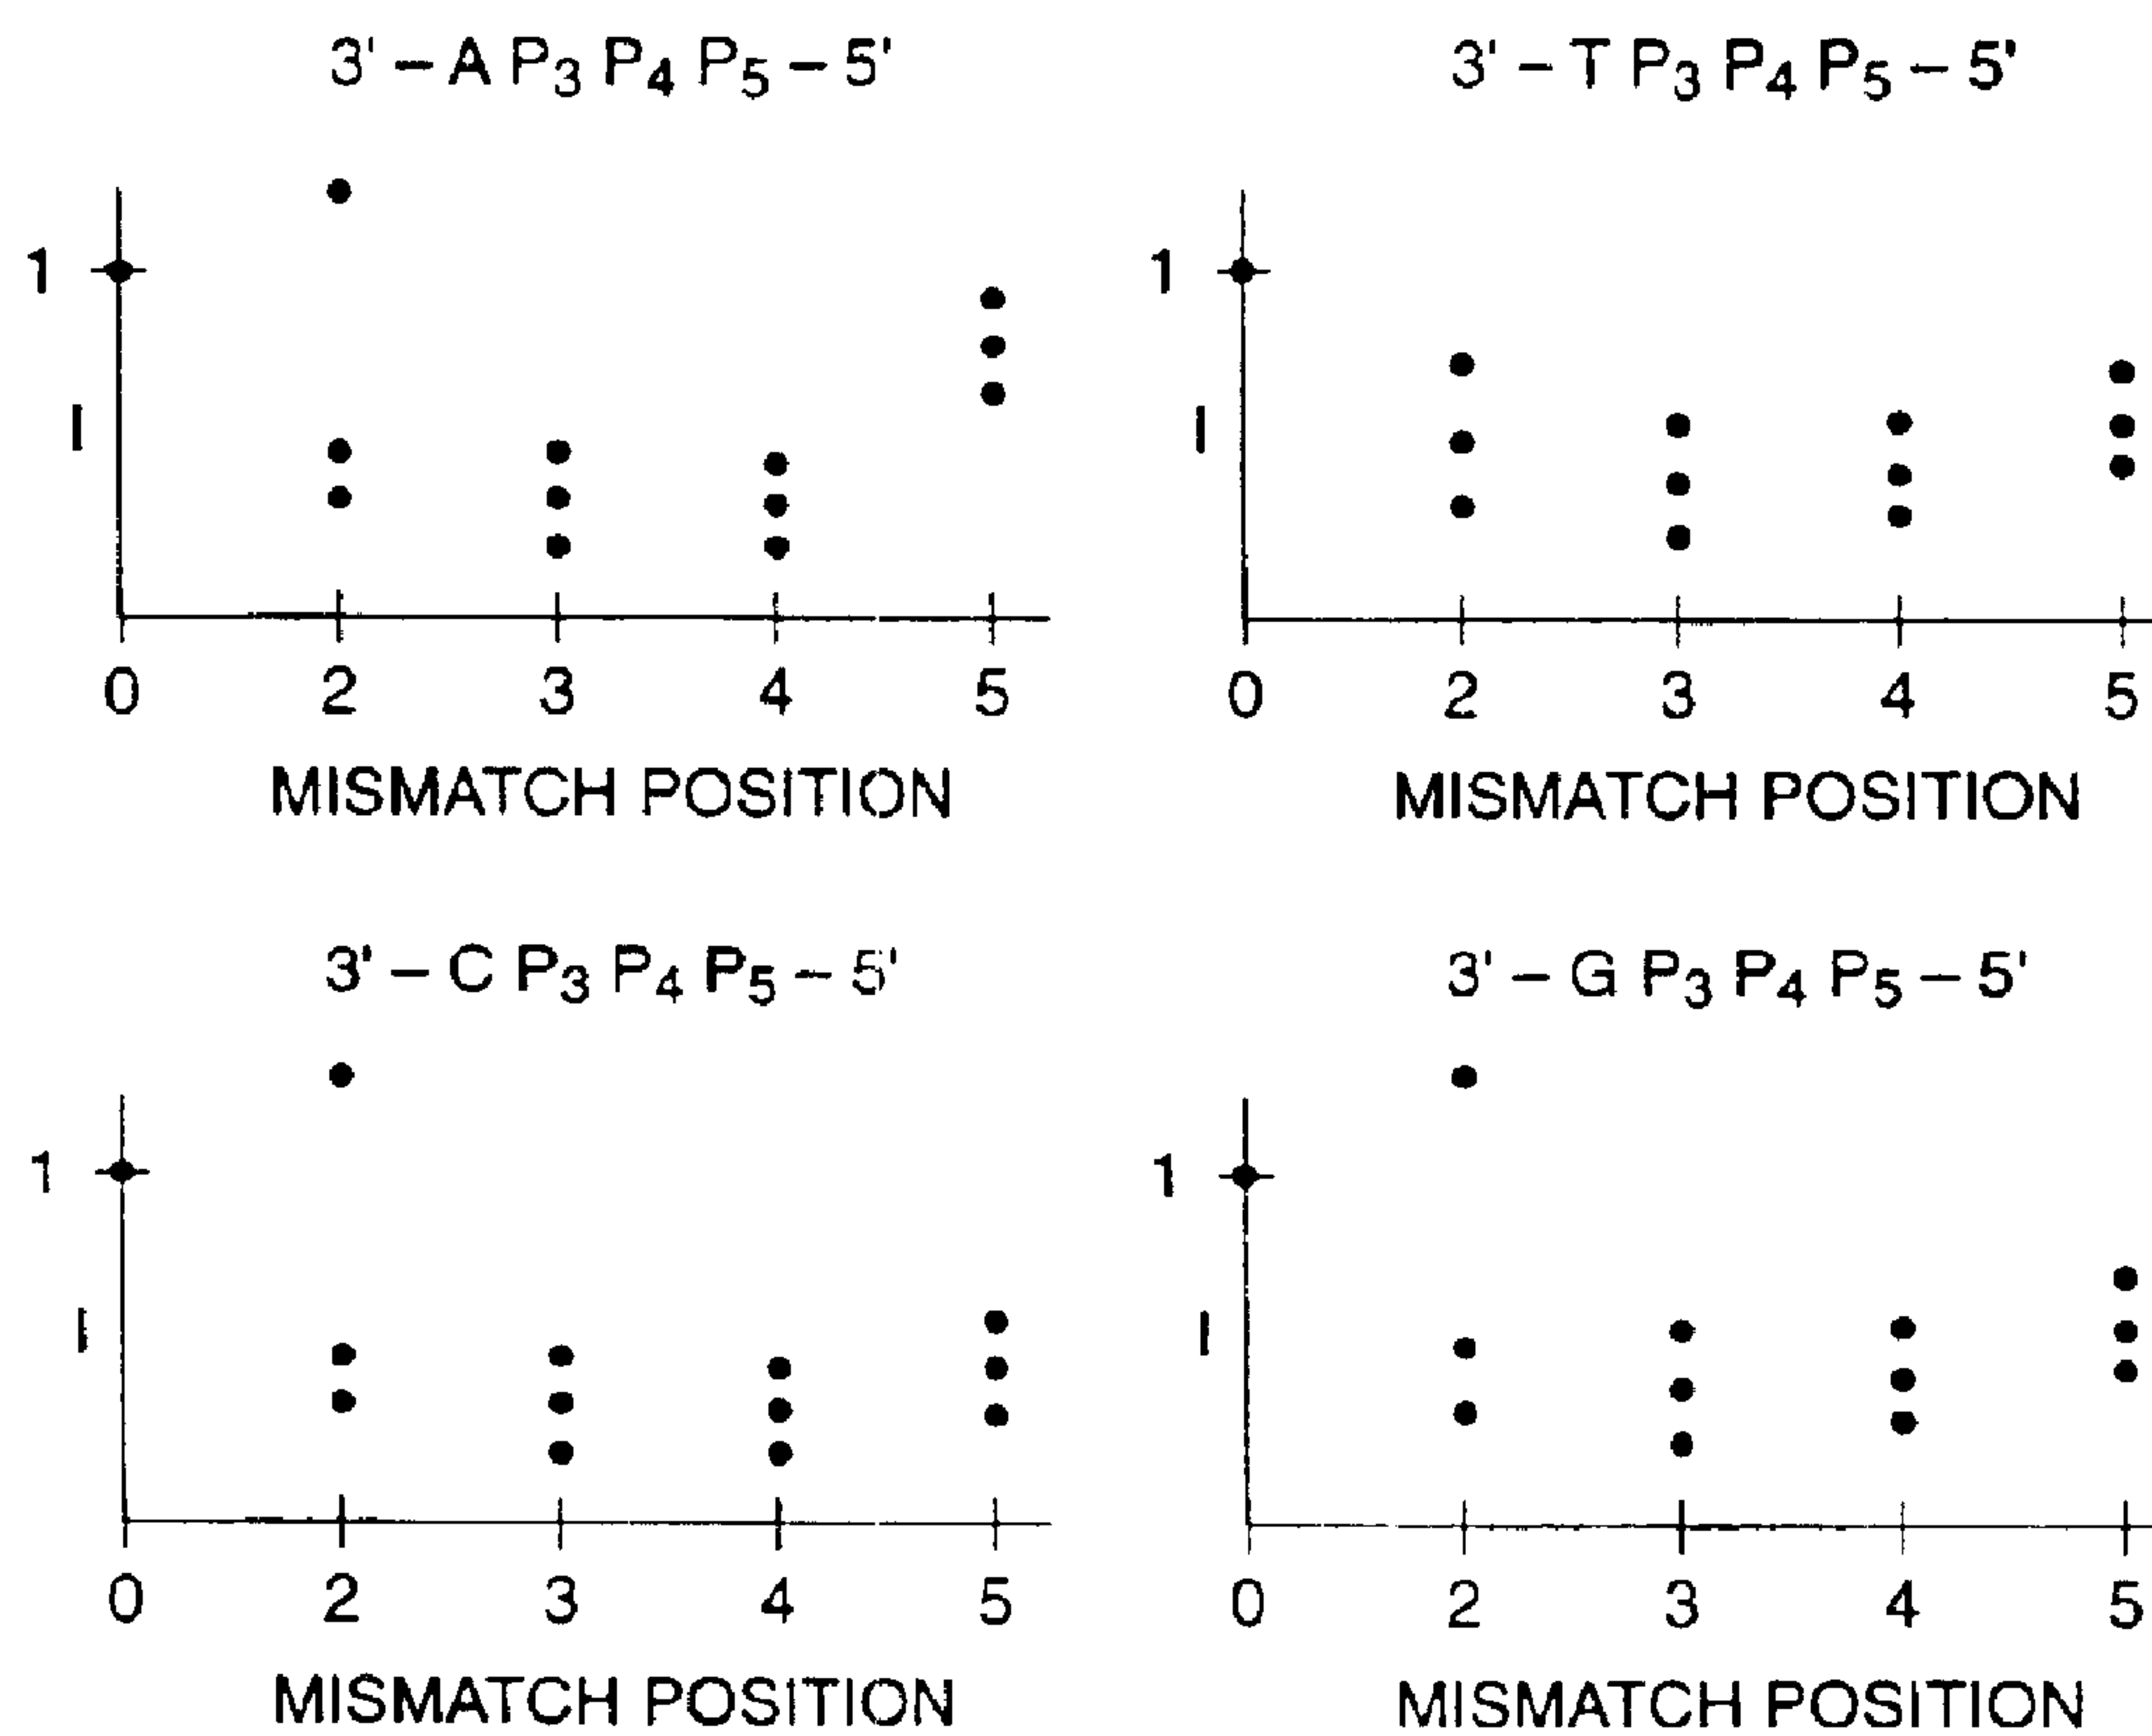 3' – A P3 P4 P5 – 5'
1
I
0 2 3 4 5
MISMATCH POSITION
3' – T P3 P4 P5 – 5'
1
I
0 2 3 4 5
MISMATCH POSITION
3' – C P3 P4 P5 – 5'
1
I
0 2 3 4 5
MISMATCH POSITION
3' – G P3 P4 P5 – 5'
1
I
0 2 3 4 5
MISMATCH POSITION